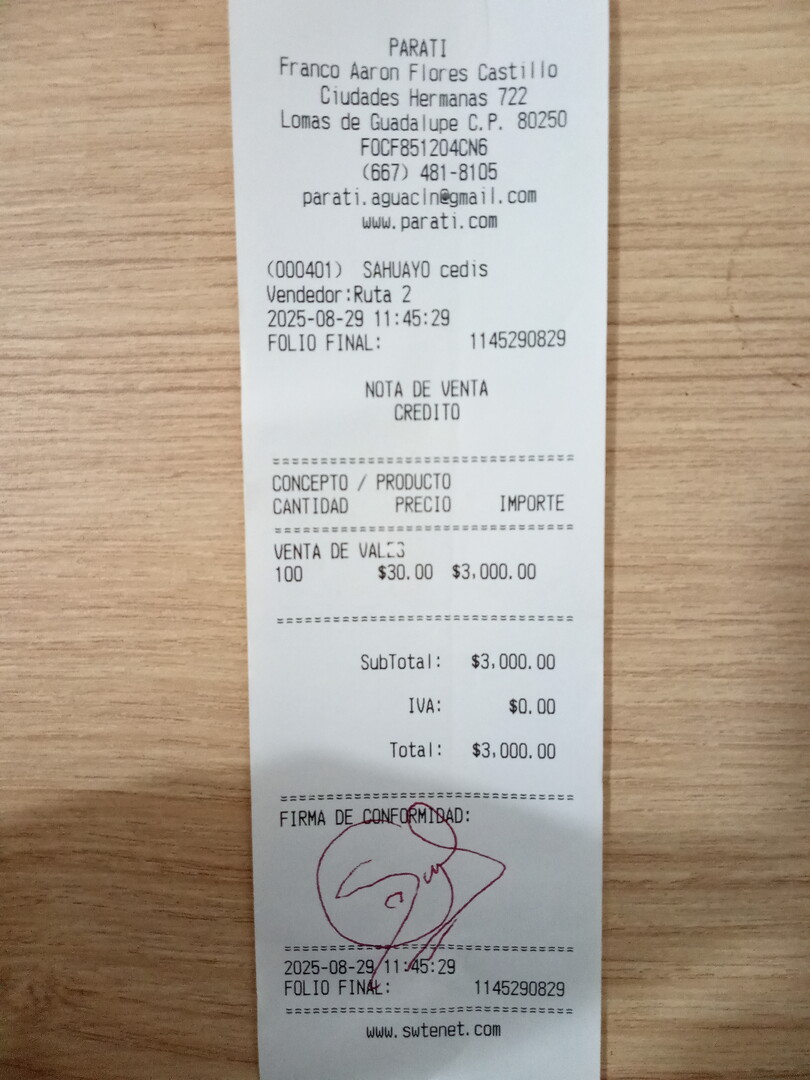 PARATI
Franco Aaron Flores Castillo
Ciudades Hermanas 722
Lomas de Guadalupe C.P. 80250
FOCF851204CN6
(667) 481-8105
parati.aguacln@gmail.com
www.parati.com
(000401) SAHUAYO cedis
Vendedor:Ruta 2
2025-08-29 11:45:29
FOLIO FINAL: 1145290829
NOTA DE VENTA
CREDITO
CONCEPTO / PRODUCTO
CANTIDAD PRECIO IMPORTE
VENTA DE VALES
100 $30.00 $3,000.00
SubTotal: $3,000.00
IVA: $0.00
Total: $3,000.00
FIRMA DE CONFORMIDAD:
2025-08-29 11:45:29
FOLIO FINAL: 1145290829
www.swtenet.com